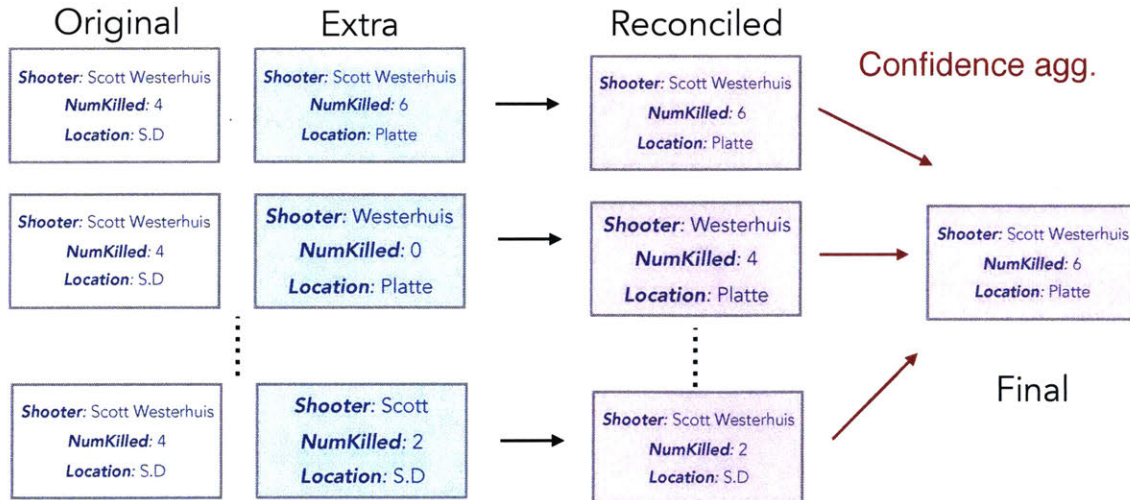 Original
Extra
Reconciled
Confidence agg.
Shooter: Scott Westerhuis
NumKilled: 4
Location: S.D
Shooter: Scott Westerhuis
NumKilled: 6
Location: Platte
Shooter: Scott Westerhuis
NumKilled: 6
Location: Platte
Shooter: Scott Westerhuis
NumKilled: 4
Location: S.D
Shooter: Westerhuis
NumKilled: 0
Location: Platte
Shooter: Westerhuis
NumKilled: 4
Location: Platte
Shooter: Scott Westerhuis
NumKilled: 6
Location: Platte
Final
Shooter: Scott Westerhuis
NumKilled: 4
Location: S.D
Shooter: Scott
NumKilled: 2
Location: S.D
Shooter: Scott Westerhuis
NumKilled: 2
Location: S.D